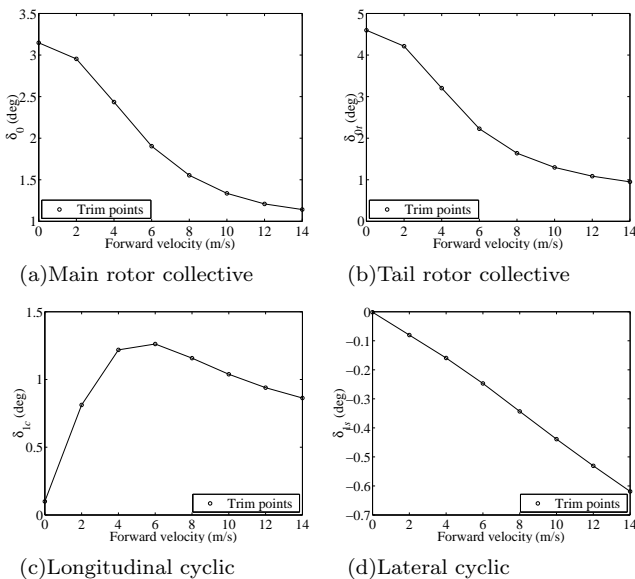 3.5
3
2.5
2
1.5
1
δ0 (deg)
Trim points
0 2 4 6 8 10 12 14
Forward velocity (m/s)
(a)Main rotor collective
5
4
3
2
1
0
δ0t (deg)
Trim points
0 2 4 6 8 10 12 14
Forward velocity (m/s)
(b)Tail rotor collective
1.5
1
0.5
0
δ1c (deg)
Trim points
0 2 4 6 8 10 12 14
Forward velocity (m/s)
(c)Longitudinal cyclic
0
−0.1
−0.2
−0.3
−0.4
−0.5
−0.6
−0.7
δ1s (deg)
Trim points
0 2 4 6 8 10 12 14
Forward velocity (m/s)
(d)Lateral cyclic